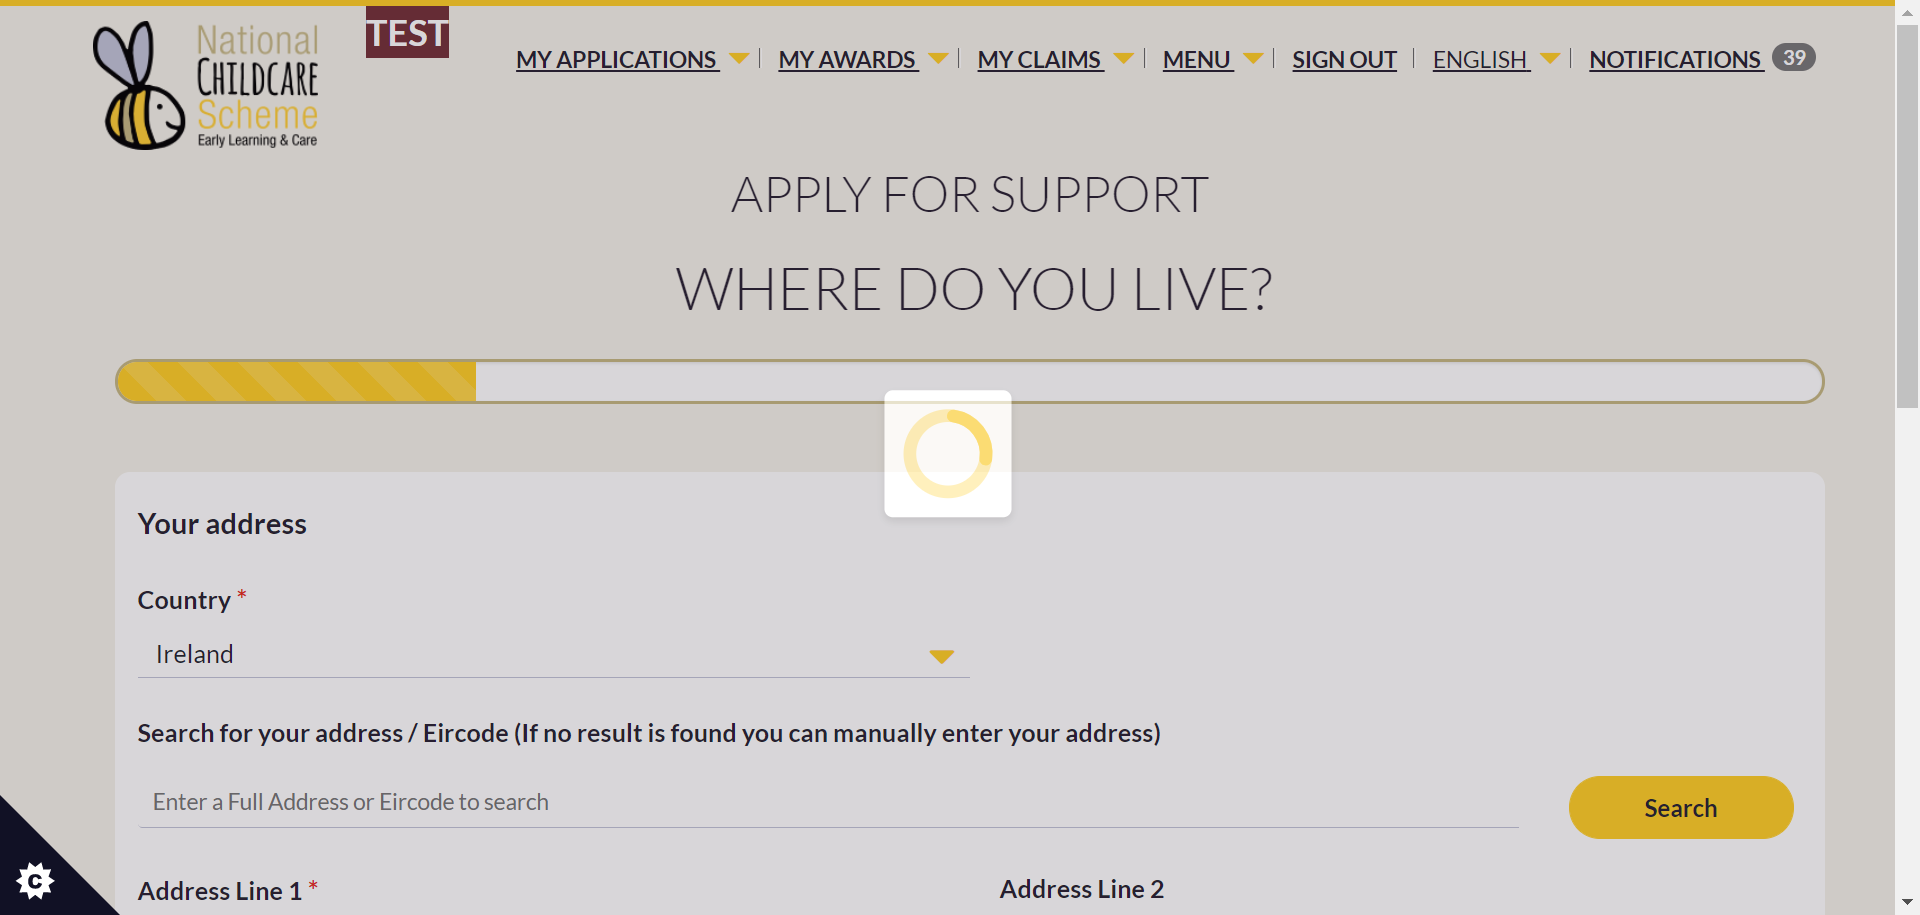 National
CHILDCARE
Scheme
Early Learning & Care
TEST
MY APPLICATIONS
MY AWARDS
MY CLAIMS
MENU
SIGN OUT
ENGLISH
NOTIFICATIONS 39
APPLY FOR SUPPORT
WHERE DO YOU LIVE?
Your address
Country *
Ireland
Search for your address / Eircode (If no result is found you can manually enter your address)
Enter a Full Address or Eircode to search
Search
Address Line 1 *
Address Line 2
C